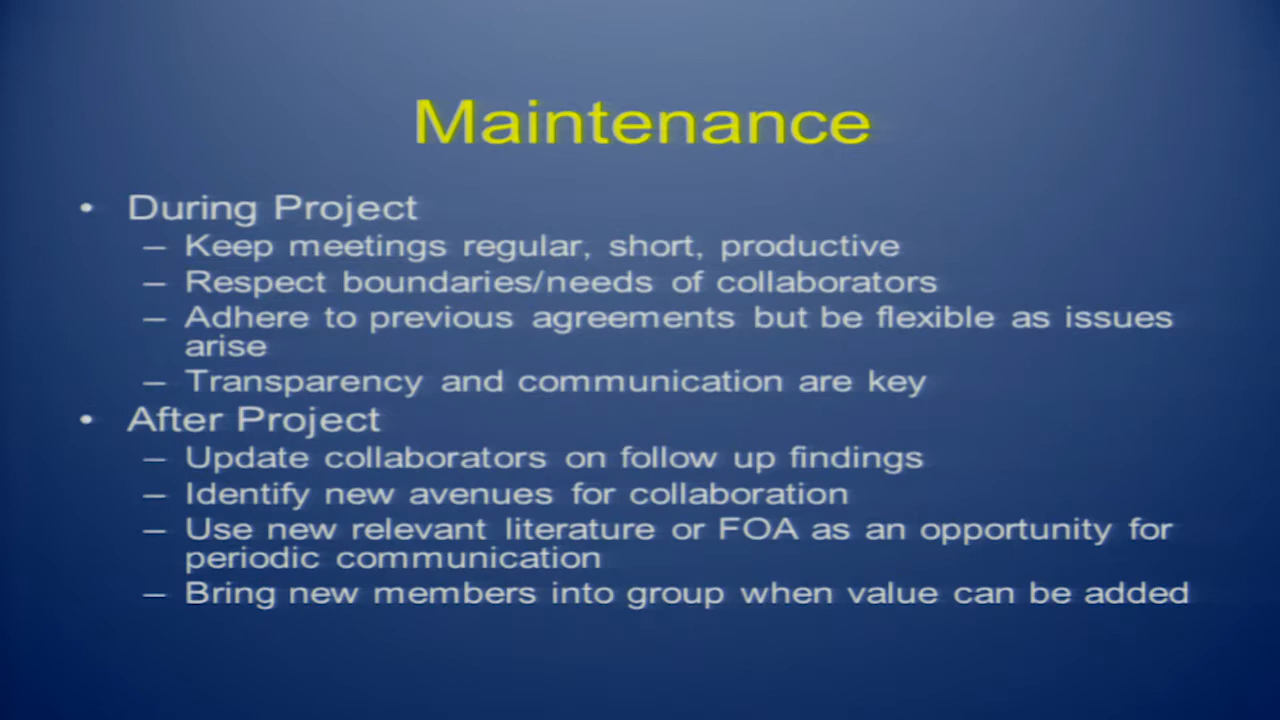 Maintenance
• During Project
– Keep meetings regular, short, productive
– Respect boundaries/needs of collaborators
– Adhere to previous agreements but be flexible as issues
arise
– Transparency and communication are key
• After Project
– Update collaborators on follow up findings
– Identify new avenues for collaboration
– Use new relevant literature or FOA as an opportunity for
periodic communication
– Bring new members into group when value can be added